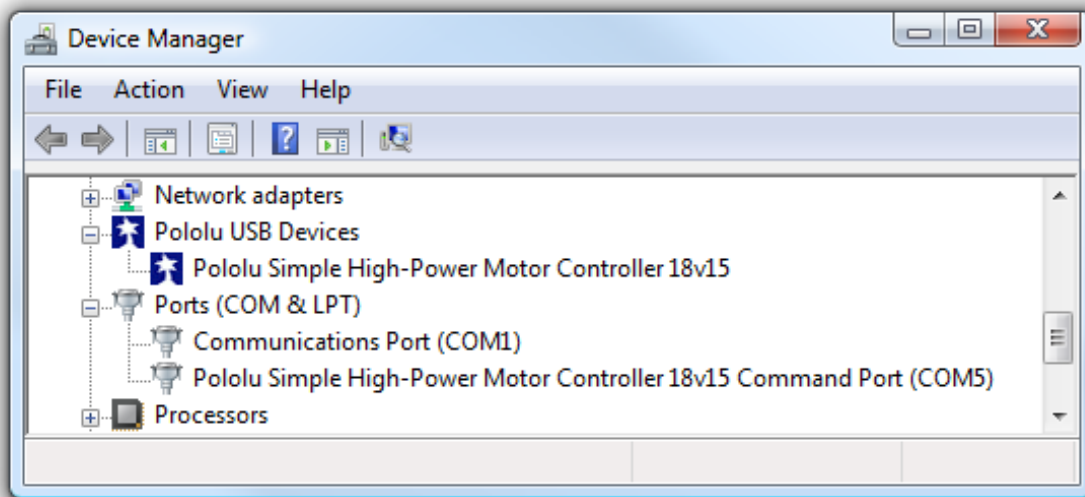 Device Manager
File Action View Help
Network adapters
Pololu USB Devices
Pololu Simple High-Power Motor Controller 18v15
Ports (COM & LPT)
Communications Port (COM1)
Pololu Simple High-Power Motor Controller 18v15 Command Port (COM5)
Processors